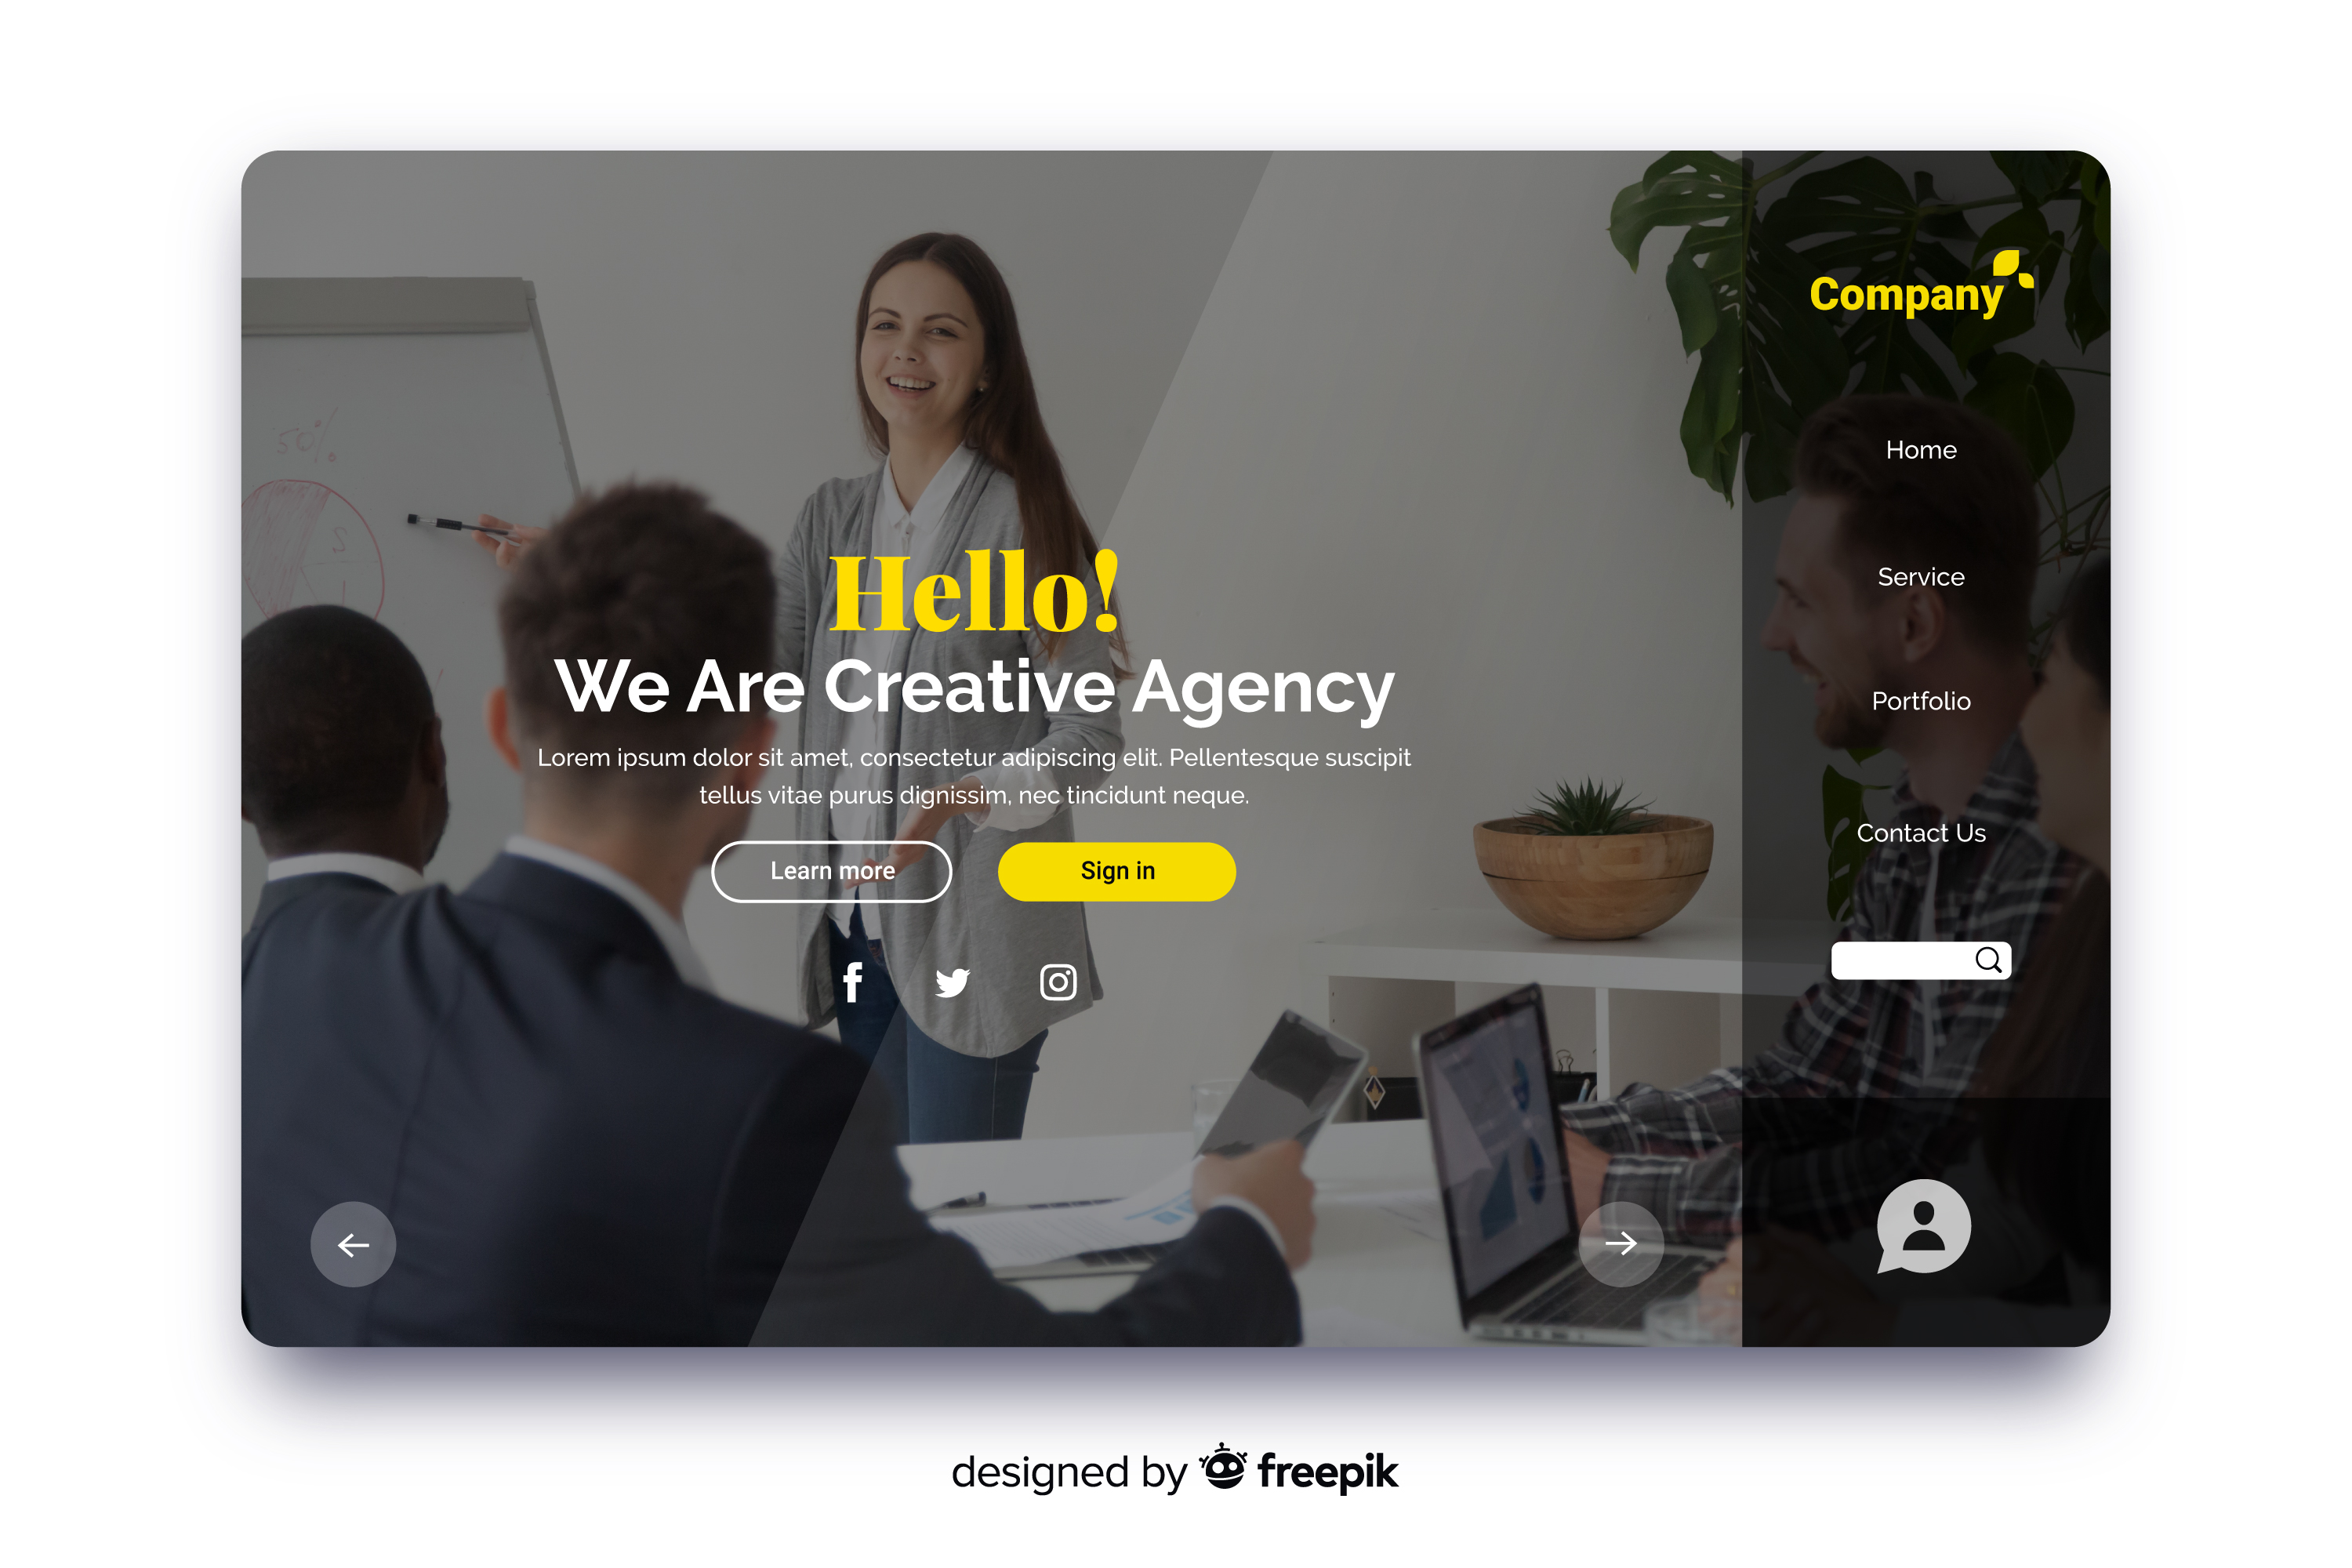 Company
Home
Service
Portfolio
Contact Us
50%
S
Hello!
We Are Creative Agency
Lorem ipsum dolor sit amet, consectetur adipiscing elit. Pellentesque suscipit
tellus vitae purus dignissim, nec tincidunt neque.
Learn more
Sign in
designed by freepik